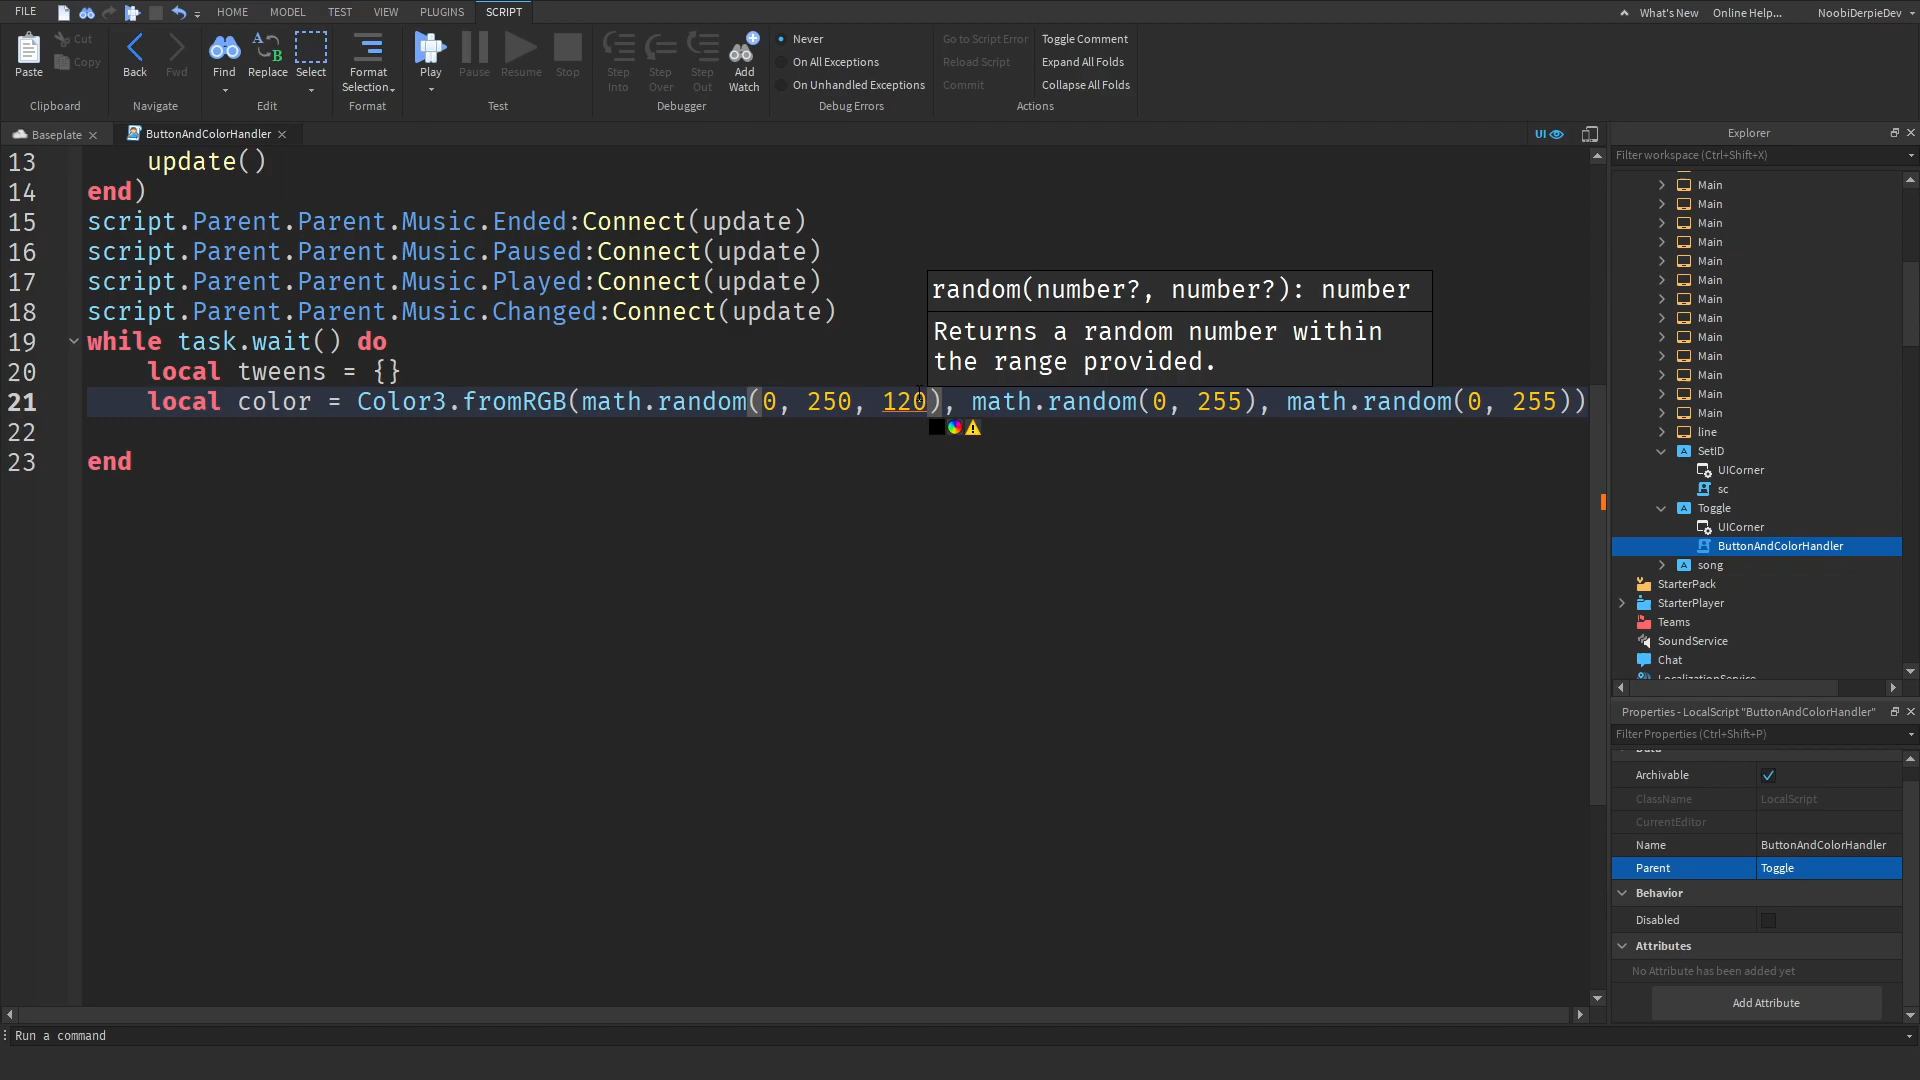 FILE
HOME
MODEL
TEST
VIEW
PLUGINS
SCRIPT
What's New
Online Help...
NoobiDerpieDev
Paste
Cut
Copy
Clipboard
Back
Fwd
Navigate
Find
Replace
Select
Edit
Format
Selection
Format
Play
Pause
Resume
Stop
Test
Step
Into
Step
Over
Step
Out
Add
Watch
Debugger
Never
On All Exceptions
On Unhandled Exceptions
Debug Errors
Go to Script Error
Reload Script
Commit
Toggle Comment
Expand All Folds
Collapse All Folds
Actions
Baseplate
ButtonAndColorHandler
UI
13 update()
14 end)
15 script.Parent.Parent.Music.Ended:Connect(update)
16 script.Parent.Parent.Music.Paused:Connect(update)
17 script.Parent.Parent.Music.Played:Connect(update)
18 script.Parent.Parent.Music.Changed:Connect(update)
19 while task.wait() do
20 local tweens = {}
21 local color = Color3.fromRGB(math.random(0, 250, 120), math.random(0, 255), math.random(0, 255))
22
23 end
random(number?, number?): number
Returns a random number within
the range provided.
Explorer
Filter workspace (Ctrl+Shift+X)
Main
Main
Main
Main
Main
Main
Main
Main
Main
Main
Main
Main
Main
line
SetID
UICorner
sc
Toggle
UICorner
ButtonAndColorHandler
song
StarterPack
StarterPlayer
Teams
SoundService
Chat
LocalizationService
Properties - LocalScript "ButtonAndColorHandler"
Filter Properties (Ctrl+Shift+P)
Data
Archivable
ClassName LocalScript
CurrentEditor
Name ButtonAndColorHandler
Parent Toggle
Behavior
Disabled
Attributes
No Attribute has been added yet
Add Attribute
Run a command